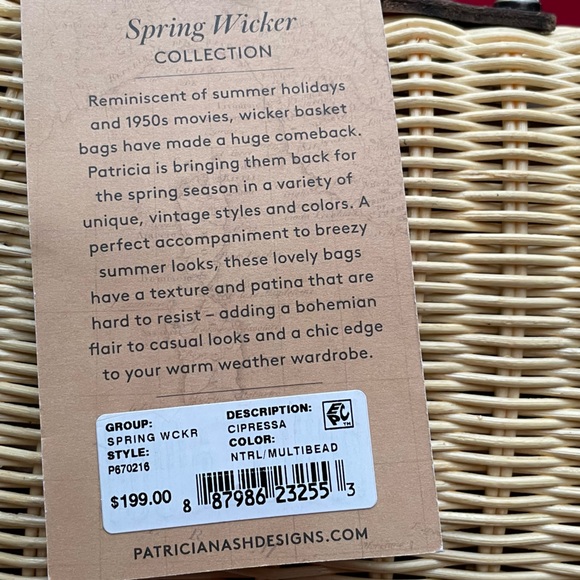 Spring Wicker
COLLECTION
Reminiscent of summer holidays
and 1950s movies, wicker basket
bags have made a huge comeback.
Patricia is bringing them back for
the spring season in a variety of
unique, vintage styles and colors. A
perfect accompaniment to breezy
summer looks, these lovely bags
have a texture and patina that are
hard to resist – adding a bohemian
flair to casual looks and a chic edge
to your warm weather wardrobe.
GROUP:
SPRING WCKR
STYLE:
P670216
$199.00
DESCRIPTION:
CIPRESSA
COLOR:
NTRL/MULTIBEAD
EPC TM
8 87986 23255 3
PATRICIANASHDESIGNS.COM